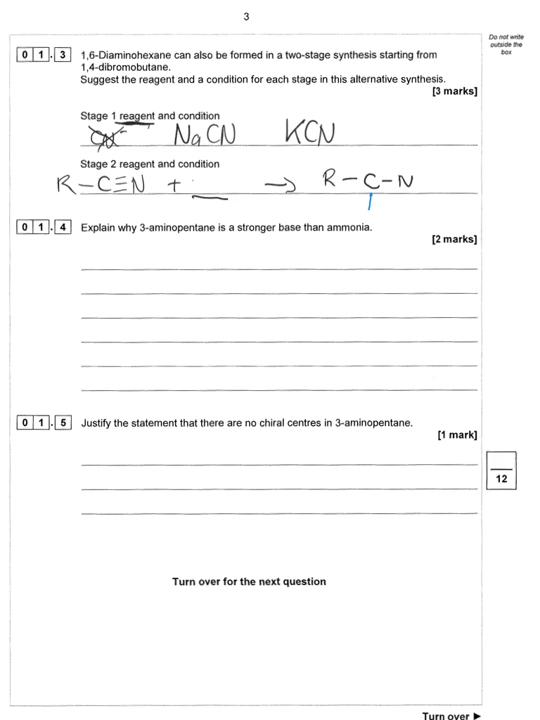 3
Do not write
outside the
box
0 1 . 3 1,6-Diaminohexane can also be formed in a two-stage synthesis starting from
1,4-dibromobutane.
Suggest the reagent and a condition for each stage in this alternative synthesis.
[3 marks]
Stage 1 reagent and condition
NaCN KCN
Stage 2 reagent and condition
R–C≡N + → R–C–N
0 1 . 4 Explain why 3-aminopentane is a stronger base than ammonia.
[2 marks]
0 1 . 5 Justify the statement that there are no chiral centres in 3-aminopentane.
[1 mark]
12
Turn over for the next question
Turn over ►